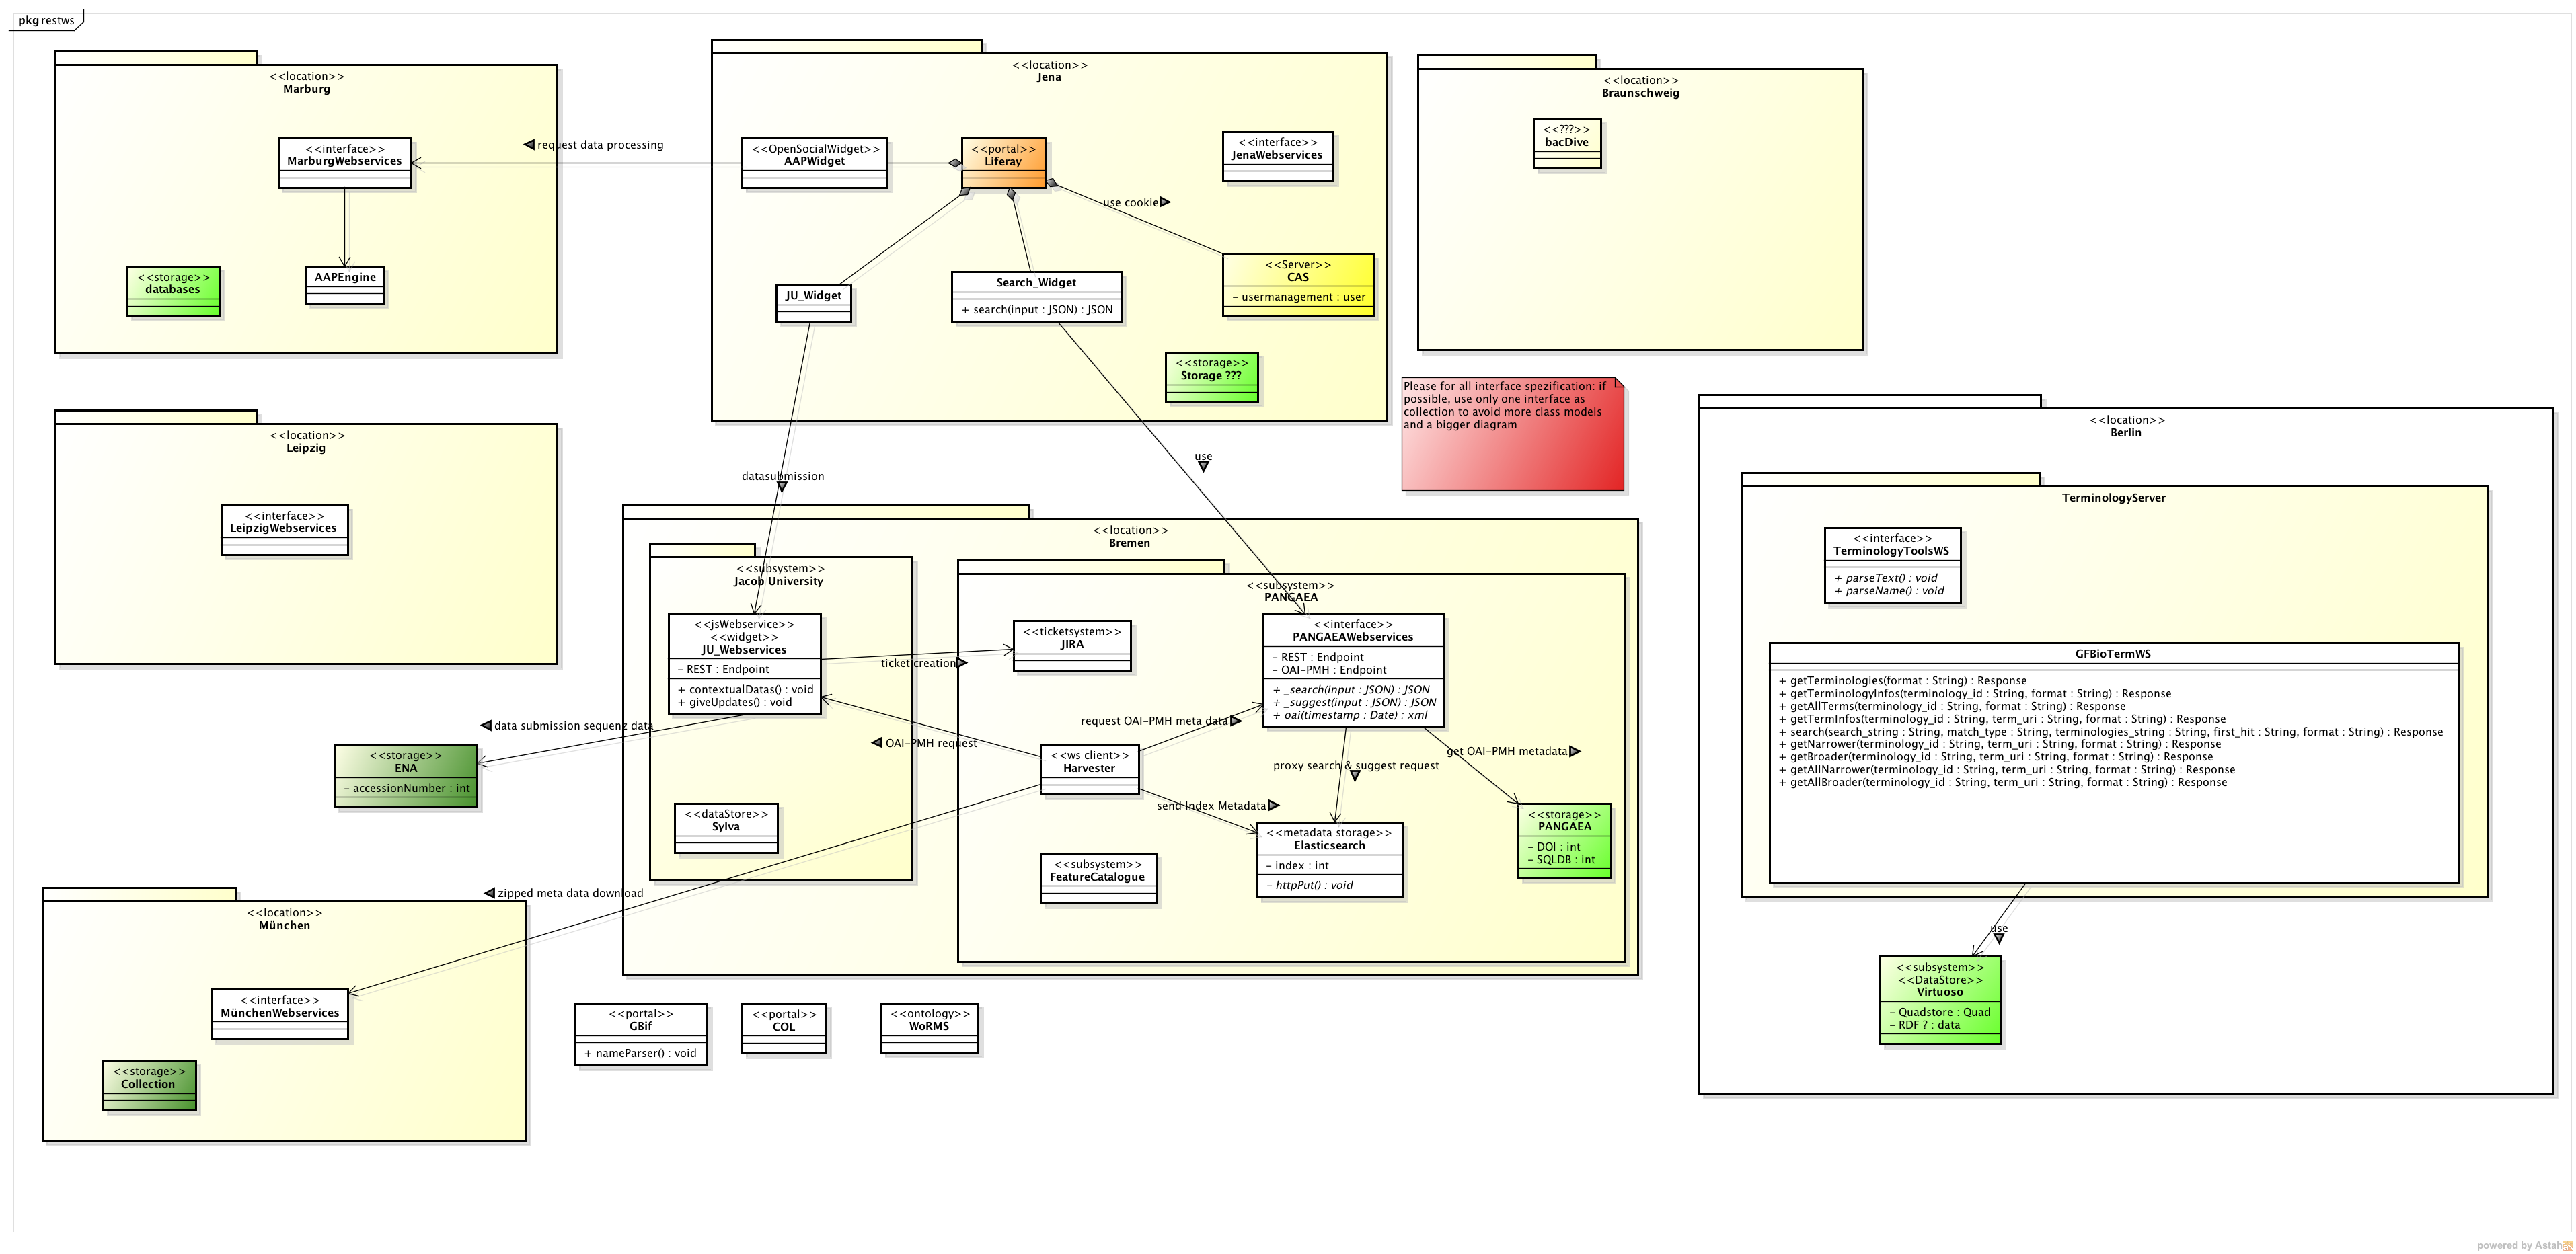 pkg restws
<<location>>
Marburg
<<interface>>
MarburgWebservices
<<storage>>
databases
AAPEngine
request data processing
<<location>>
Jena
<<OpenSocialWidget>>
AAPWidget
<<portal>>
Liferay
<<interface>>
JenaWebservices
use cookie
<<Server>>
CAS
– usermanagement : user
JU_Widget
Search_Widget
+ search(input : JSON) : JSON
<<storage>>
Storage ???
<<location>>
Braunschweig
<<???>>
bacDive
Please for all interface spezification: if
possible, use only one interface as
collection to avoid more class models
and a bigger diagram
<<location>>
Leipzig
<<interface>>
LeipzigWebservices
datasubmission
use
<<location>>
Bremen
<<subsystem>>
Jacob University
<<jsWebservice>>
<<widget>>
JU_Webservices
– REST : Endpoint
+ contextualDatas() : void
+ giveUpdates() : void
<<dataStore>>
Sylva
<<subsystem>>
PANGAEA
<<ticketsystem>>
JIRA
ticket creation
<<interface>>
PANGAEAWebservices
– REST : Endpoint
– OAI-PMH : Endpoint
+ _search(input : JSON) : JSON
+ _suggest(input : JSON) : JSON
+ oai(timestamp : Date) : xml
request OAI-PMH meta data
OAI-PMH request
<<ws client>>
Harvester
get OAI-PMH metadata
proxy search & suggest request
send Index Metadata
<<metadata storage>>
Elasticsearch
– index : int
– httpPut() : void
<<storage>>
PANGAEA
– DOI : int
– SQLDB : int
<<subsystem>>
FeatureCatalogue
data submission sequenz data
<<storage>>
ENA
– accessionNumber : int
zipped meta data download
<<location>>
München
<<interface>>
MünchenWebservices
<<storage>>
Collection
<<portal>>
GBif
+ nameParser() : void
<<portal>>
COL
<<ontology>>
WoRMS
<<location>>
Berlin
TerminologyServer
<<interface>>
TerminologyToolsWS
+ parseText() : void
+ parseName() : void
GFBioTermWS
+ getTerminologies(format : String) : Response
+ getTerminologyInfos(terminology_id : String, format : String) : Response
+ getAllTerms(terminology_id : String, format : String) : Response
+ getTermInfos(terminology_id : String, term_uri : String, format : String) : Response
+ search(search_string : String, match_type : String, terminologies_string : String, first_hit : String, format : String) : Response
+ getNarrower(terminology_id : String, term_uri : String, format : String) : Response
+ getBroader(terminology_id : String, term_uri : String, format : String) : Response
+ getAllNarrower(terminology_id : String, term_uri : String, format : String) : Response
+ getAllBroader(terminology_id : String, term_uri : String, format : String) : Response
use
<<subsystem>>
<<DataStore>>
Virtuoso
– Quadstore : Quad
– RDF ? : data
powered by Astah